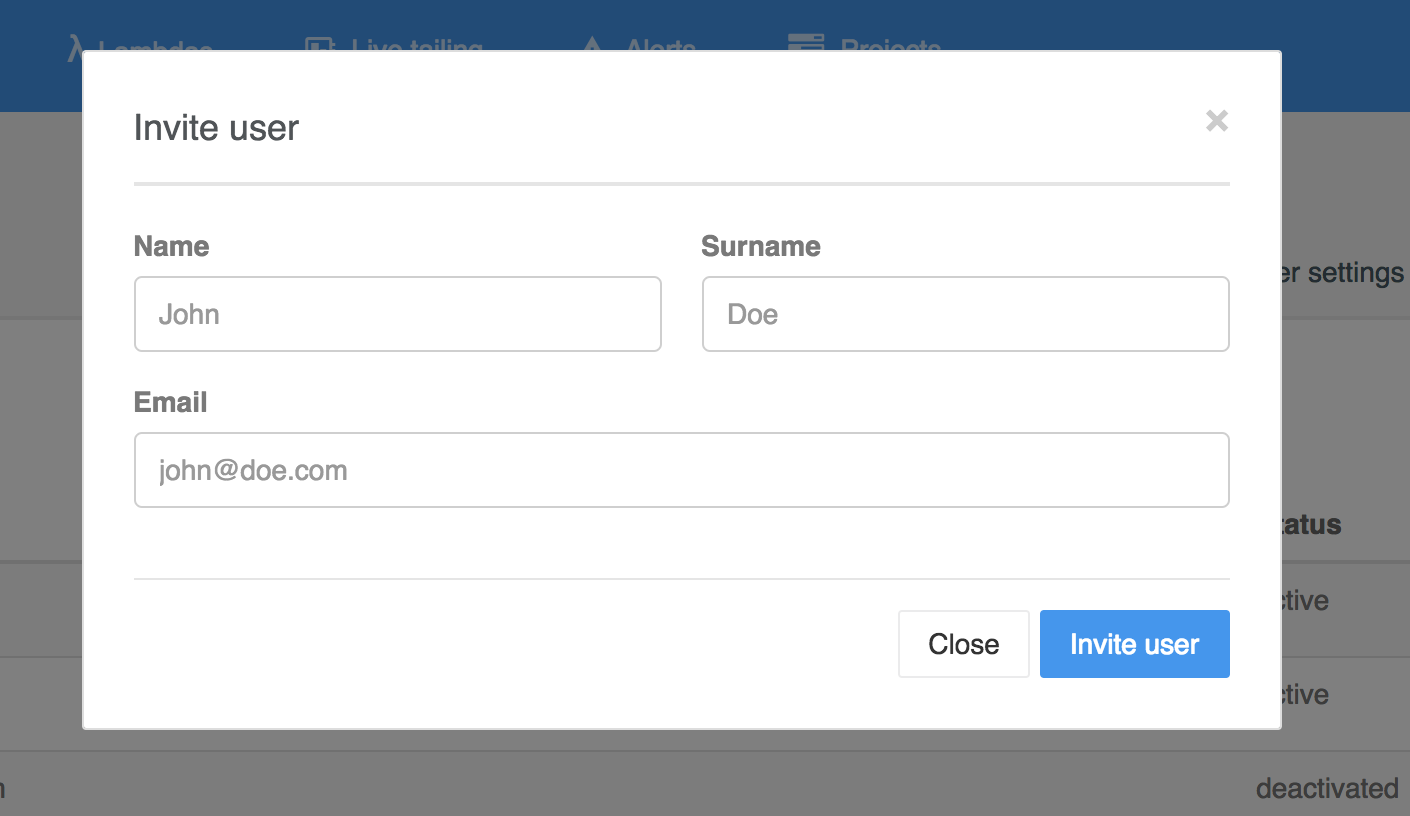 Invite user
Name
Surname
John
Doe
er settings
Email
john@doe.com
tatus
ctive
Close
Invite user
ctive
deactivated